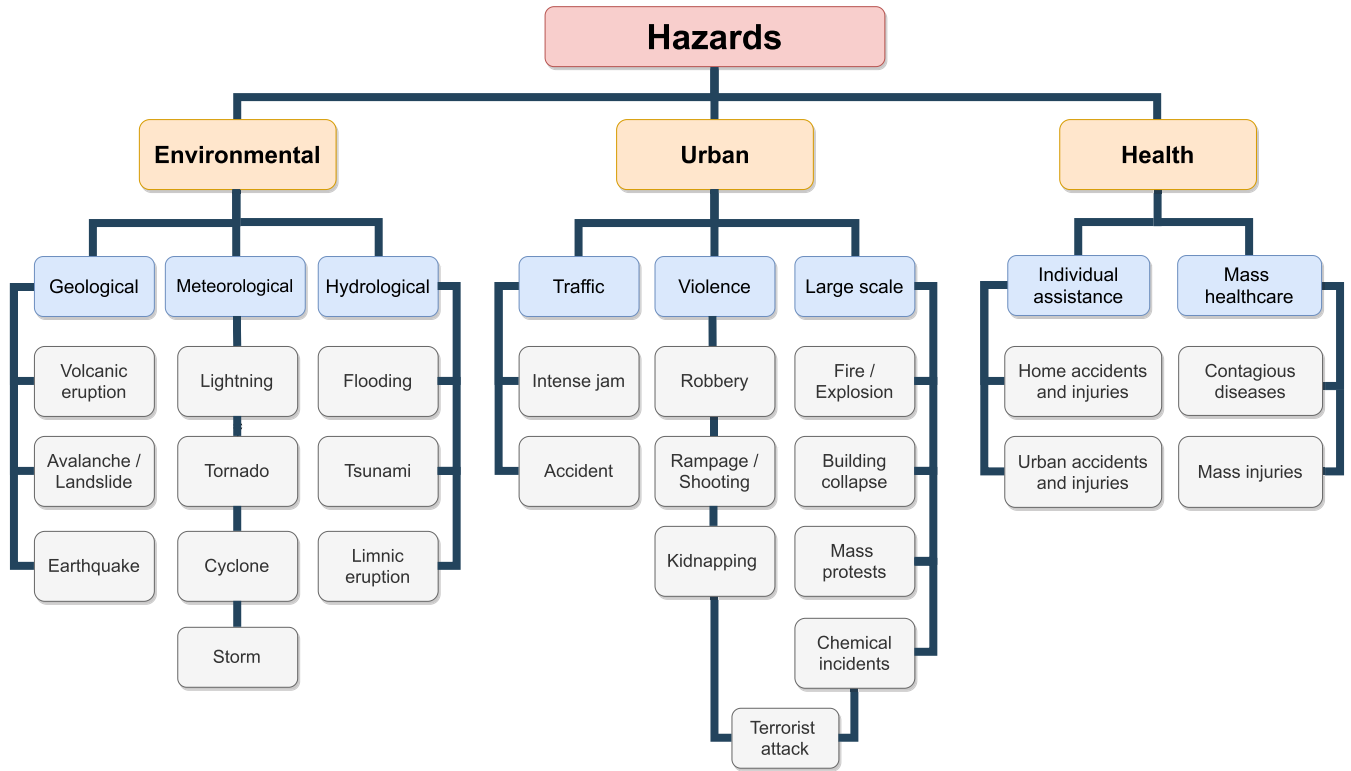 Hazards
Environmental
Urban
Health
Geological
Meteorological
Hydrological
Traffic
Violence
Large scale
Individual
assistance
Mass
healthcare
Volcanic
eruption
Lightning
Flooding
Intense jam
Robbery
Fire /
Explosion
Home accidents
and injuries
Contagious
diseases
Avalanche /
Landslide
Tornado
Tsunami
Accident
Rampage /
Shooting
Building
collapse
Urban accidents
and injuries
Mass injuries
Earthquake
Cyclone
Limnic
eruption
Kidnapping
Mass
protests
Storm
Chemical
incidents
Terrorist
attack